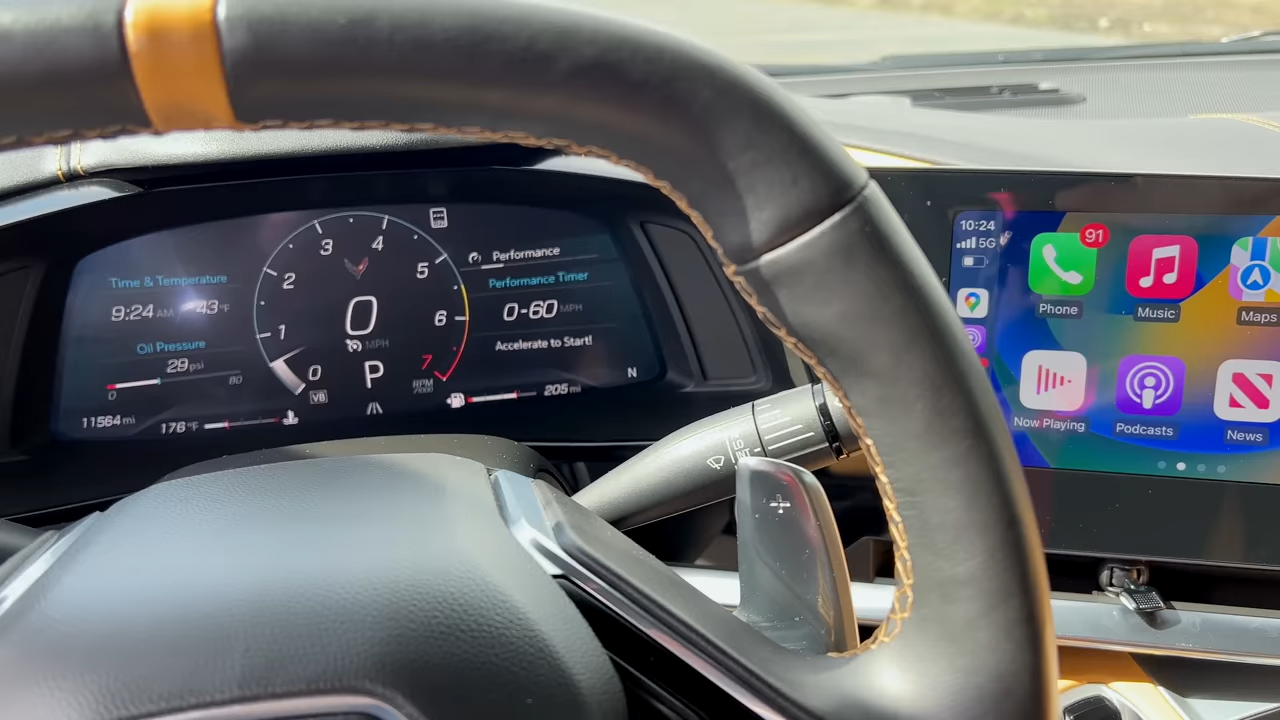 Time & Temperature
9:24 AM 43°F
Oil Pressure
29 psi
0 80
11564 mi
176 °F
0 1 2 3 4 5 6 7
0
MPH
P
RPM
V8
Performance
Performance Timer
0-60 MPH
Accelerate to Start!
205 mi
N
INT
+
10:24
5G
91
Phone
Music
Maps
Now Playing
Podcasts
News